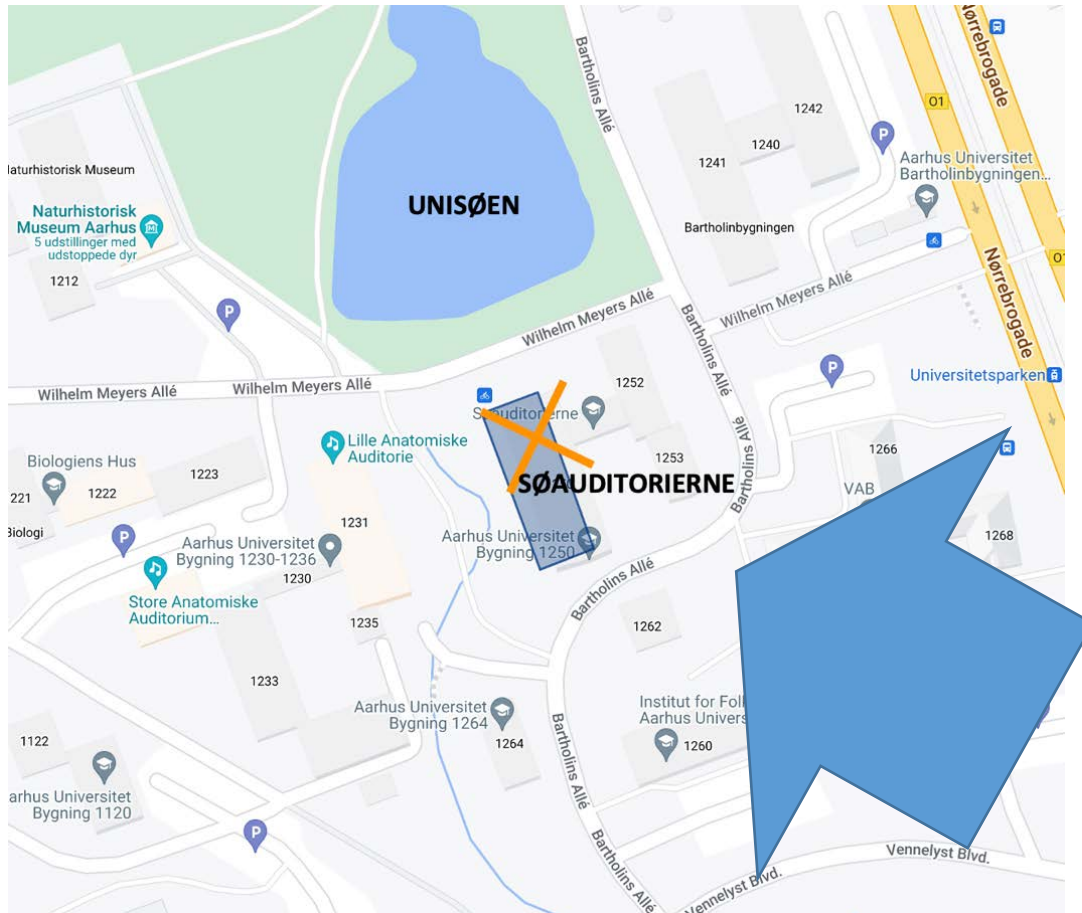 Nørrebrogade
Nørrebrogade
Bartholins Allé
1242
O1
1240
1241
Aarhus Universitet
Bartholinbygningen...
Naturhistorisk
Museum Aarhus
5 udstillinger med
udstoppede dyr
Museum
UNISØEN
Bartholinbygningen
1212
P
P
Nørrebrogade
Wilhelm Meyers Allé
Wilhelm Meyers Allé
Bartholins Allé
P
Universitetsparken
Wilhelm Meyers Allé
Wilhelm Meyers Allé
1252
Lille Anatomiske
Auditorie
1266
Biologiens Hus
1223
1253
SØAUDITORIERNE
VAB
1222
221
Bartholins Allé
1231
Biologi
P
Aarhus Universitet
Bygning 1230-1236
Aarhus Universitet
Bygning 1250
1268
1230
Store Anatomiske
Auditorium...
Bartholins Allé
1235
1262
1233
Aarhus Universitet
Bygning 1264
Institut for
Aarhus
1264
1260
1122
Bartholins Allé
Universitet
Bygning 1120
P
Vennelyst Blvd.
Bartholins Allé
Vennelyst Blvd.